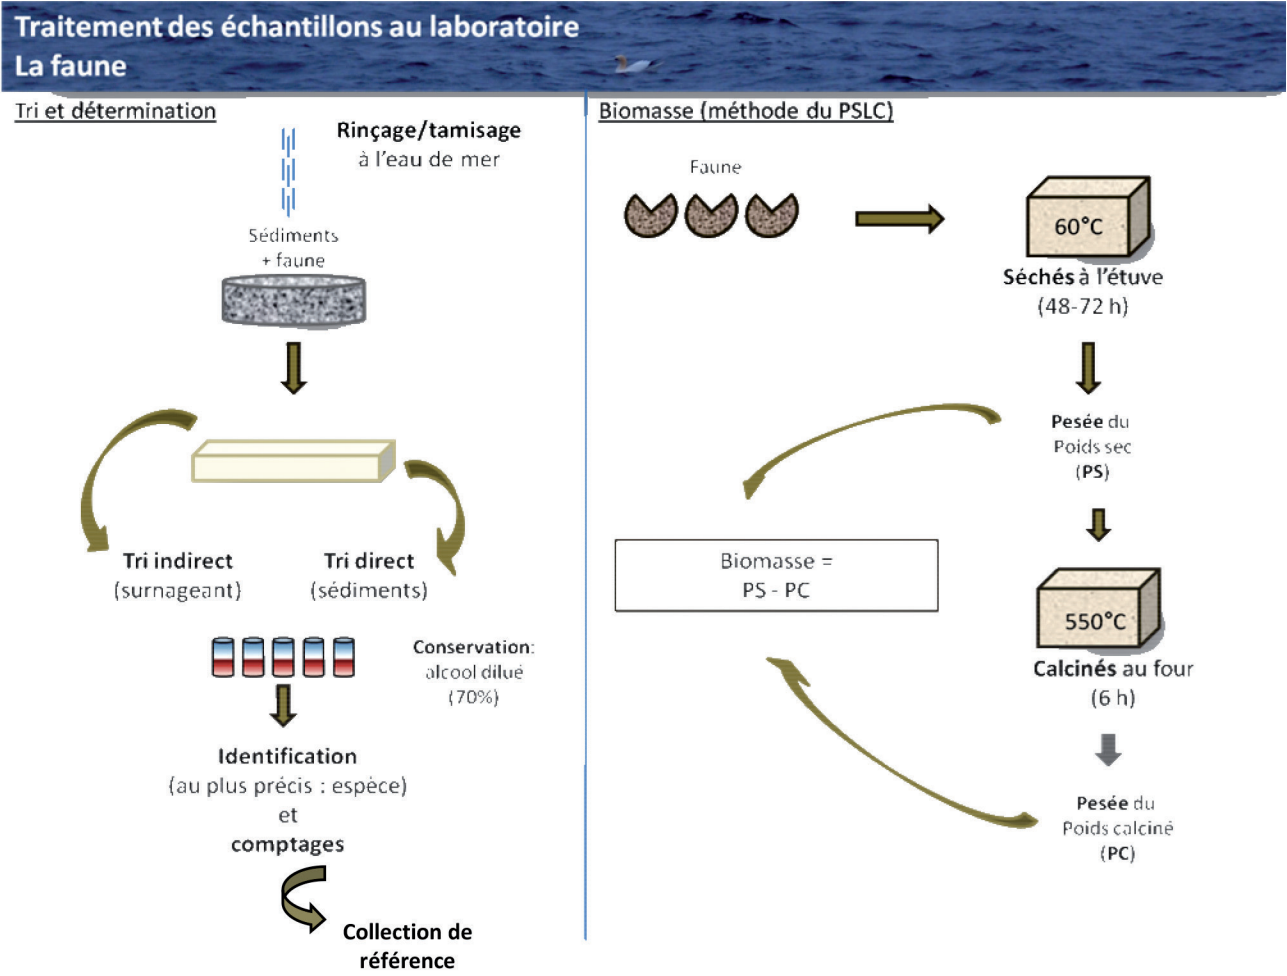 Traitement des échantillons au laboratoire
La faune
Tri et détermination
Rinçage/tamisage
à l'eau de mer
Sédiments
+ faune
Tri indirect
(surnageant)
Tri direct
(sédiments)
Conservation:
alcool dilué
(70%)
Identification
(au plus précis : espèce)
et
comptages
Collection de
référence
Biomasse (méthode du PSLC)
Faune
60°C
Séchés à l'étuve
(48-72 h)
Pesée du
Poids sec
(PS)
Biomasse =
PS - PC
550°C
Calcinés au four
(6 h)
Pesée du
Poids calciné
(PC)